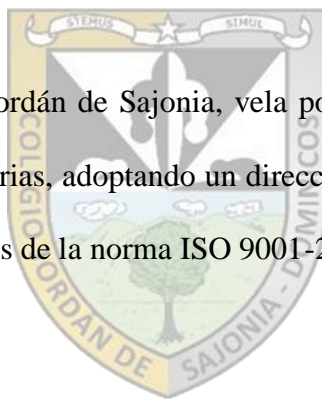 STEMUS SIMUL
ordán de Sajonia, vela po
rias, adoptando un direcc
s de la norma ISO 9001-2
COLEGIO JORDÁN DE SAJONIA - DOMINICOS